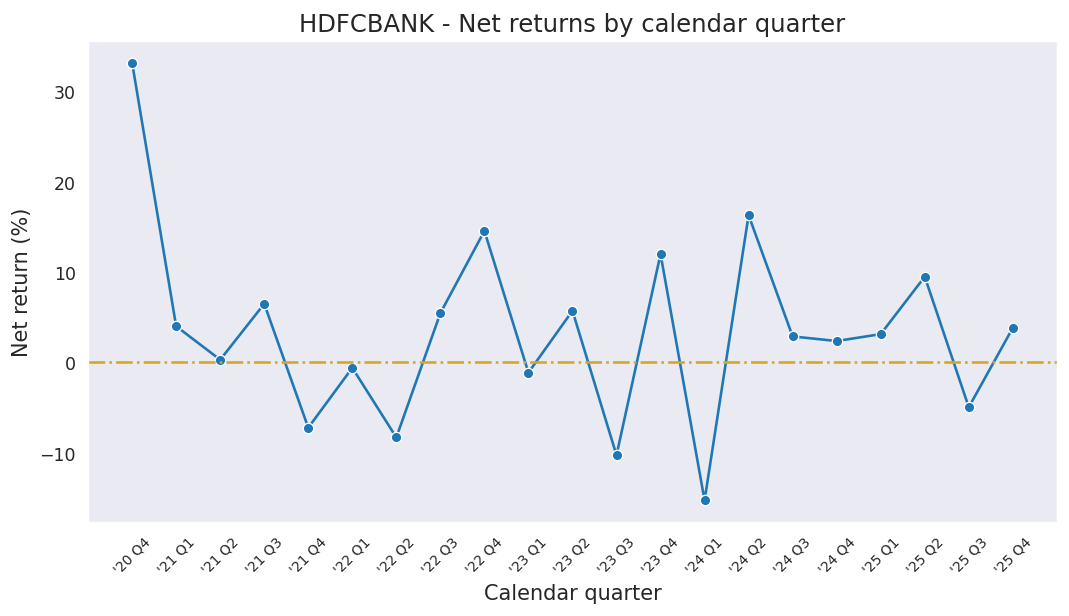 HDFCBANK - Net returns by calendar quarter
Net return (%)
30
20
10
0
−10
'20 Q4
'21 Q1
'21 Q2
'21 Q3
'21 Q4
'22 Q1
'22 Q2
'22 Q3
'22 Q4
'23 Q1
'23 Q2
'23 Q3
'23 Q4
'24 Q1
'24 Q2
'24 Q3
'24 Q4
'25 Q1
'25 Q2
'25 Q3
'25 Q4
Calendar quarter